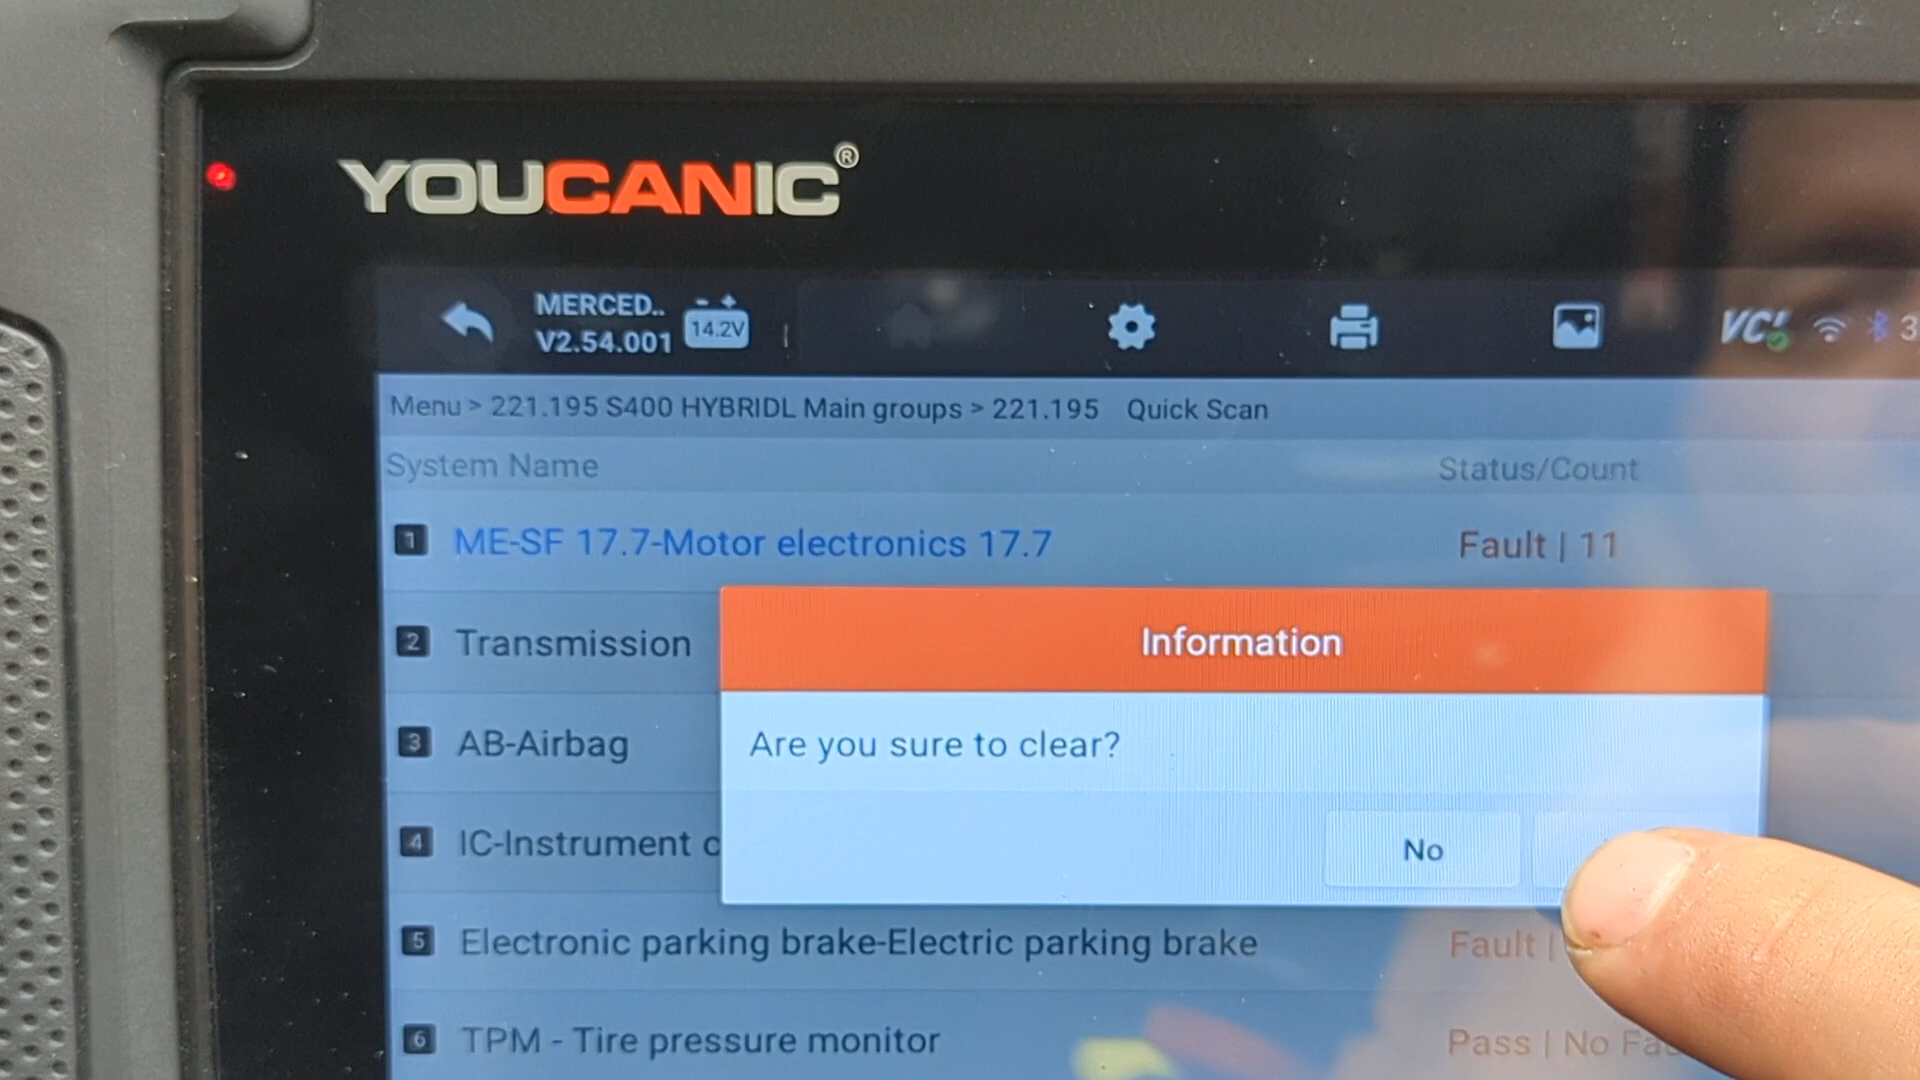 YOUCANIC®
MERCED..
V2.54.001
- +
14.2V
VCI
3
Menu > 221.195 S400 HYBRIDL Main groups > 221.195 Quick Scan
System Name Status/Count
1 ME-SF 17.7-Motor electronics 17.7 Fault | 11
2 Transmission
3 AB-Airbag
4 IC-Instrument c
5 Electronic parking brake-Electric parking brake Fault |
6 TPM - Tire pressure monitor Pass | No Fa
Information
Are you sure to clear?
No